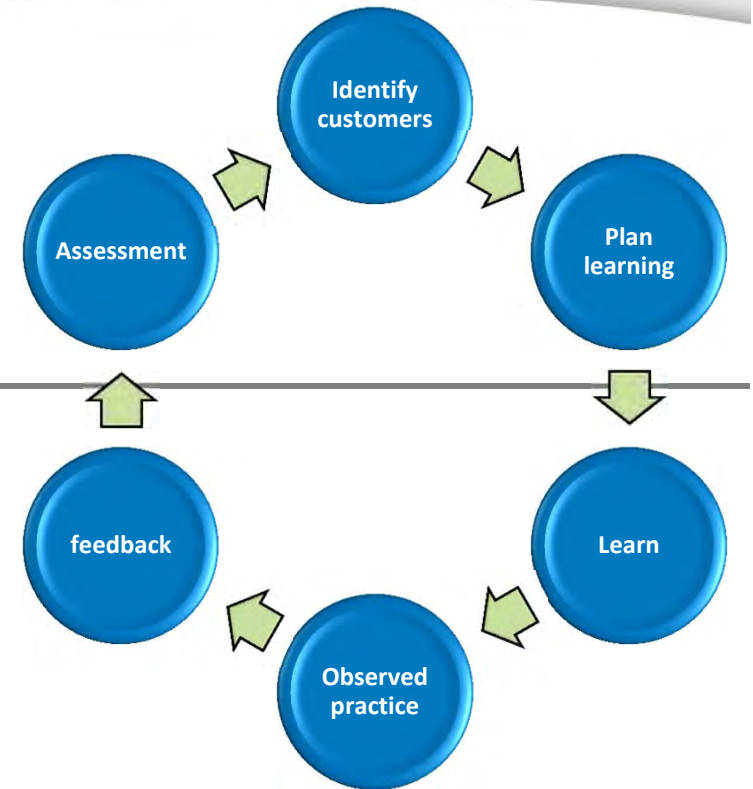 Identify
customers
Plan
learning
Learn
Observed
practice
feedback
Assessment